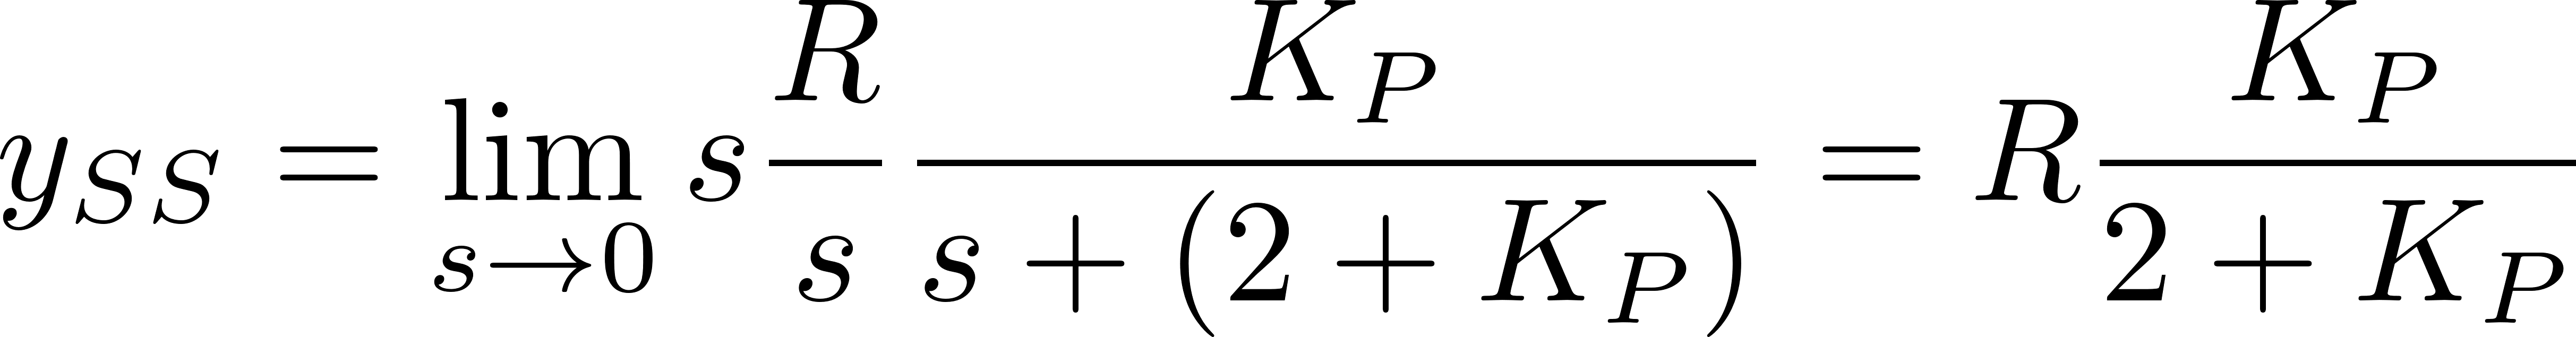 $y_{SS} = \lim_{s \to 0} s \frac{R}{s} \frac{K_P}{s + (2 + K_P)} = R \frac{K_P}{2 + K_P}$